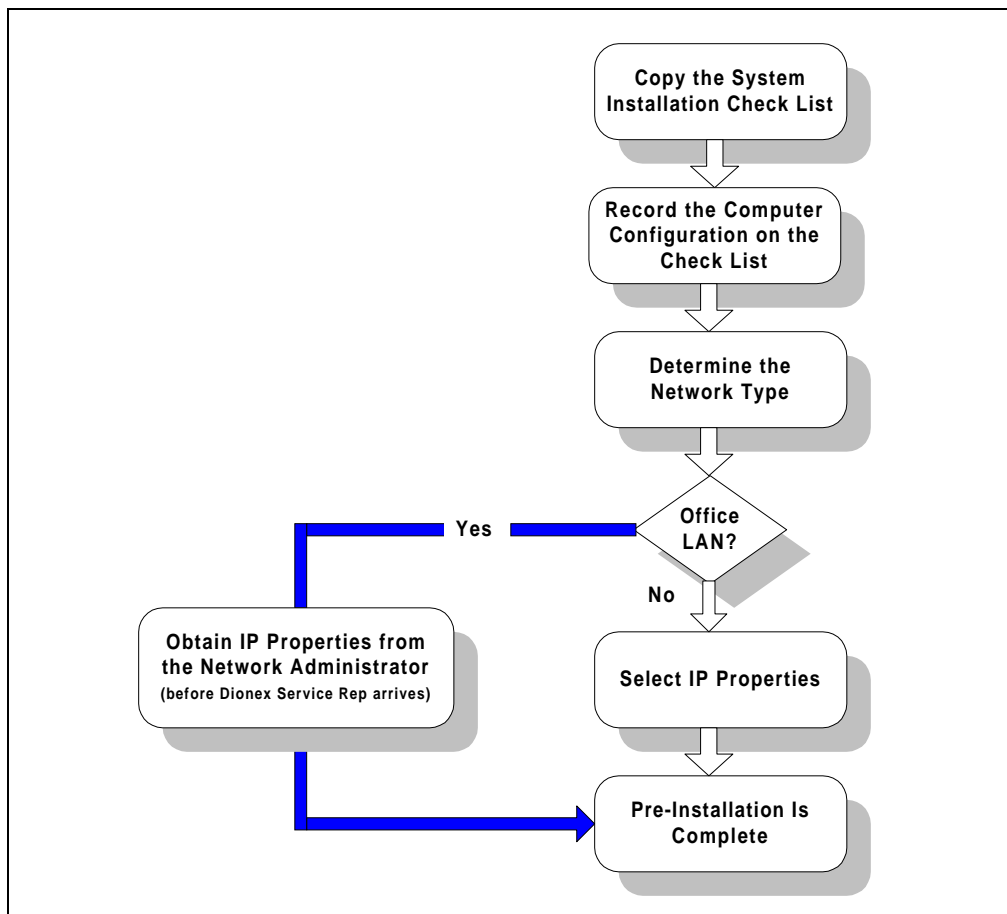 Copy the System
Installation Check List
Record the Computer
Configuration on the
Check List
Determine the
Network Type
Office
LAN?
Yes
No
Obtain IP Properties from
the Network Administrator
(before Dionex Service Rep arrives)
Select IP Properties
Pre-Installation Is
Complete